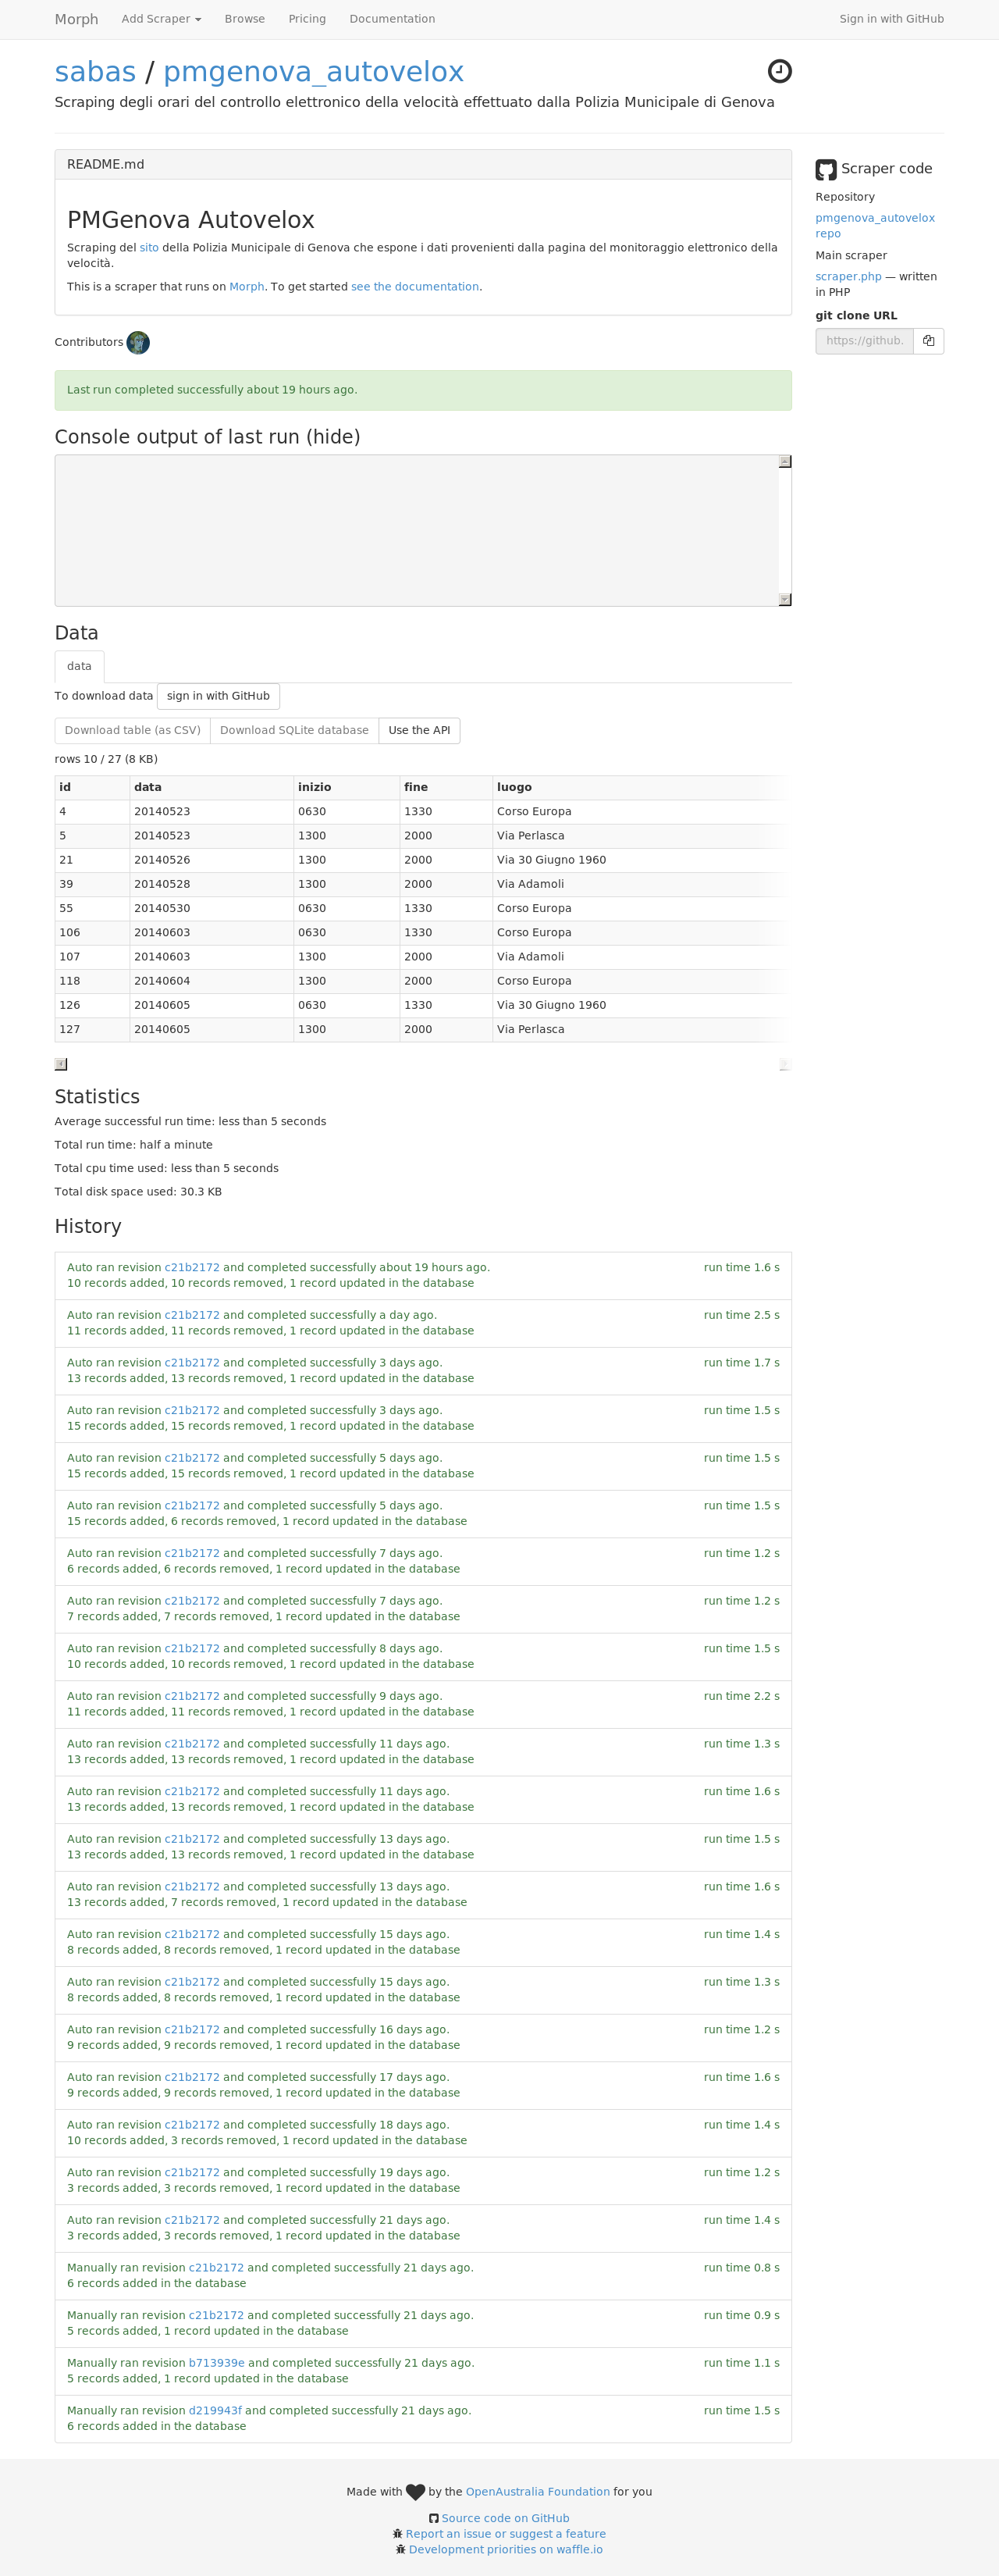 Morph Add Scraper Browse Pricing Documentation Sign in with GitHub
sabas / pmgenova_autovelox
Scraping degli orari del controllo elettronico della velocità effettuato dalla Polizia Municipale di Genova
README.md
PMGenova Autovelox
Scraping del sito della Polizia Municipale di Genova che espone i dati provenienti dalla pagina del monitoraggio elettronico della
velocità.
This is a scraper that runs on Morph. To get started see the documentation.
Contributors
Last run completed successfully about 19 hours ago.
Console output of last run (hide)
Data
data
To download data sign in with GitHub
Download table (as CSV) Download SQLite database Use the API
rows 10 / 27 (8 KB)
id data inizio fine luogo
4 20140523 0630 1330 Corso Europa
5 20140523 1300 2000 Via Perlasca
21 20140526 1300 2000 Via 30 Giugno 1960
39 20140528 1300 2000 Via Adamoli
55 20140530 0630 1330 Corso Europa
106 20140603 0630 1330 Corso Europa
107 20140603 1300 2000 Via Adamoli
118 20140604 1300 2000 Corso Europa
126 20140605 0630 1330 Via 30 Giugno 1960
127 20140605 1300 2000 Via Perlasca
Statistics
Average successful run time: less than 5 seconds
Total run time: half a minute
Total cpu time used: less than 5 seconds
Total disk space used: 30.3 KB
History
Auto ran revision c21b2172 and completed successfully about 19 hours ago. run time 1.6 s
10 records added, 10 records removed, 1 record updated in the database
Auto ran revision c21b2172 and completed successfully a day ago. run time 2.5 s
11 records added, 11 records removed, 1 record updated in the database
Auto ran revision c21b2172 and completed successfully 3 days ago. run time 1.7 s
13 records added, 13 records removed, 1 record updated in the database
Auto ran revision c21b2172 and completed successfully 3 days ago. run time 1.5 s
15 records added, 15 records removed, 1 record updated in the database
Auto ran revision c21b2172 and completed successfully 5 days ago. run time 1.5 s
15 records added, 15 records removed, 1 record updated in the database
Auto ran revision c21b2172 and completed successfully 5 days ago. run time 1.5 s
15 records added, 6 records removed, 1 record updated in the database
Auto ran revision c21b2172 and completed successfully 7 days ago. run time 1.2 s
6 records added, 6 records removed, 1 record updated in the database
Auto ran revision c21b2172 and completed successfully 7 days ago. run time 1.2 s
7 records added, 7 records removed, 1 record updated in the database
Auto ran revision c21b2172 and completed successfully 8 days ago. run time 1.5 s
10 records added, 10 records removed, 1 record updated in the database
Auto ran revision c21b2172 and completed successfully 9 days ago. run time 2.2 s
11 records added, 11 records removed, 1 record updated in the database
Auto ran revision c21b2172 and completed successfully 11 days ago. run time 1.3 s
13 records added, 13 records removed, 1 record updated in the database
Auto ran revision c21b2172 and completed successfully 11 days ago. run time 1.6 s
13 records added, 13 records removed, 1 record updated in the database
Auto ran revision c21b2172 and completed successfully 13 days ago. run time 1.5 s
13 records added, 13 records removed, 1 record updated in the database
Auto ran revision c21b2172 and completed successfully 13 days ago. run time 1.6 s
13 records added, 7 records removed, 1 record updated in the database
Auto ran revision c21b2172 and completed successfully 15 days ago. run time 1.4 s
8 records added, 8 records removed, 1 record updated in the database
Auto ran revision c21b2172 and completed successfully 15 days ago. run time 1.3 s
8 records added, 8 records removed, 1 record updated in the database
Auto ran revision c21b2172 and completed successfully 16 days ago. run time 1.2 s
9 records added, 9 records removed, 1 record updated in the database
Auto ran revision c21b2172 and completed successfully 17 days ago. run time 1.6 s
9 records added, 9 records removed, 1 record updated in the database
Auto ran revision c21b2172 and completed successfully 18 days ago. run time 1.4 s
10 records added, 3 records removed, 1 record updated in the database
Auto ran revision c21b2172 and completed successfully 19 days ago. run time 1.2 s
3 records added, 3 records removed, 1 record updated in the database
Auto ran revision c21b2172 and completed successfully 21 days ago. run time 1.4 s
3 records added, 3 records removed, 1 record updated in the database
Manually ran revision c21b2172 and completed successfully 21 days ago. run time 0.8 s
6 records added in the database
Manually ran revision c21b2172 and completed successfully 21 days ago. run time 0.9 s
5 records added, 1 record updated in the database
Manually ran revision b713939e and completed successfully 21 days ago. run time 1.1 s
5 records added, 1 record updated in the database
Manually ran revision d219943f and completed successfully 21 days ago. run time 1.5 s
6 records added in the database
Scraper code
Repository
pmgenova_autovelox
repo
Main scraper
scraper.php — written
in PHP
git clone URL
https://github.
Made with by the OpenAustralia Foundation for you
Source code on GitHub
Report an issue or suggest a feature
Development priorities on waffle.io